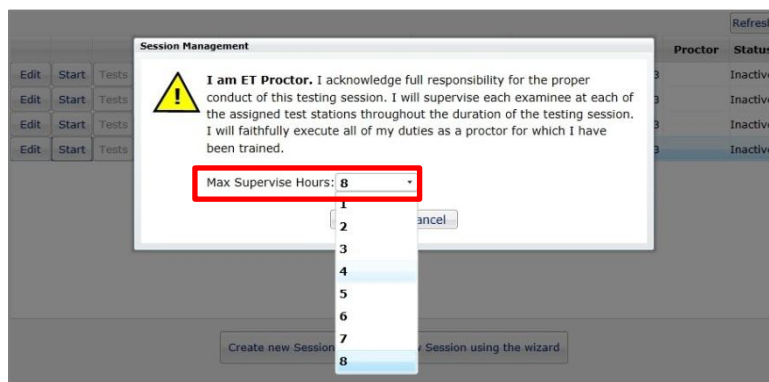 Refresh
Session Management
Proctor Status
I am ET Proctor. I acknowledge full responsibility for the proper
conduct of this testing session. I will supervise each examinee at each of
the assigned test stations throughout the duration of the testing session.
I will faithfully execute all of my duties as a proctor for which I have
been trained.
Edit Start Tests 3 Inactive
Edit Start Tests 3 Inactive
Edit Start Tests 3 Inactive
Edit Start Tests 3 Inactive
Max Supervise Hours: 8
1
2
3
4
5
6
7
8
ancel
Create new Session
Session using the wizard